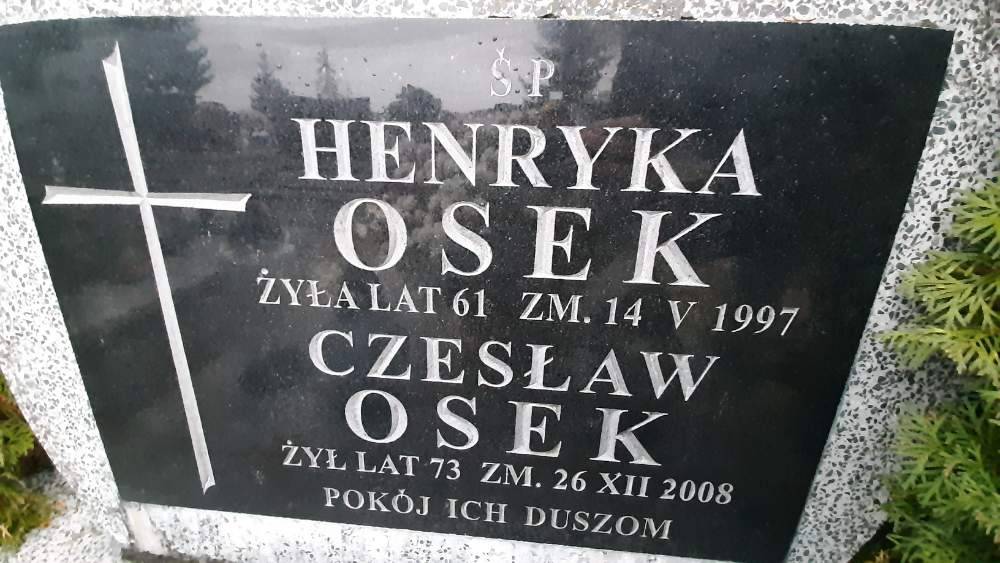 Ś.P
HENRYKA
OSEK
ŻYŁA LAT 61 ZM. 14 V 1997
CZESŁAW
OSEK
ŻYŁ LAT 73 ZM. 26 XII 2008
POKÓJ ICH DUSZOM